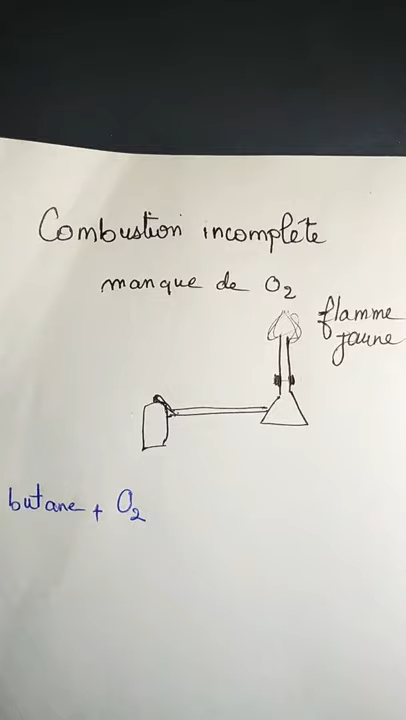 Combustion incomplète
manque de O₂
flamme
jaune
butane + O₂